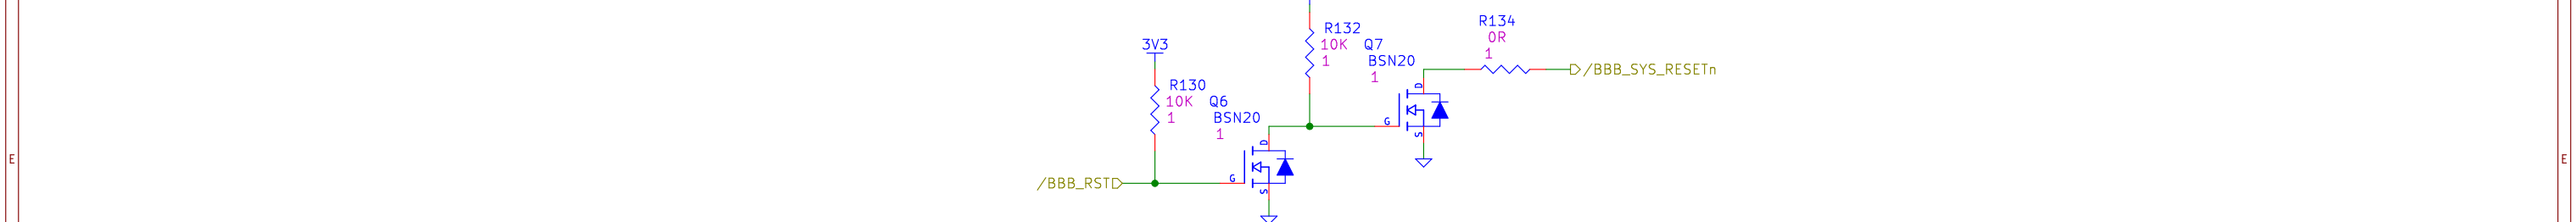 R134
0R
1
R132
10K
1
Q7
BSN20
1
3V3
/BBB_SYS_RESETn
R130
10K
1
Q6
BSN20
1
D
G
S
D
G
S
/BBB_RST
E
E